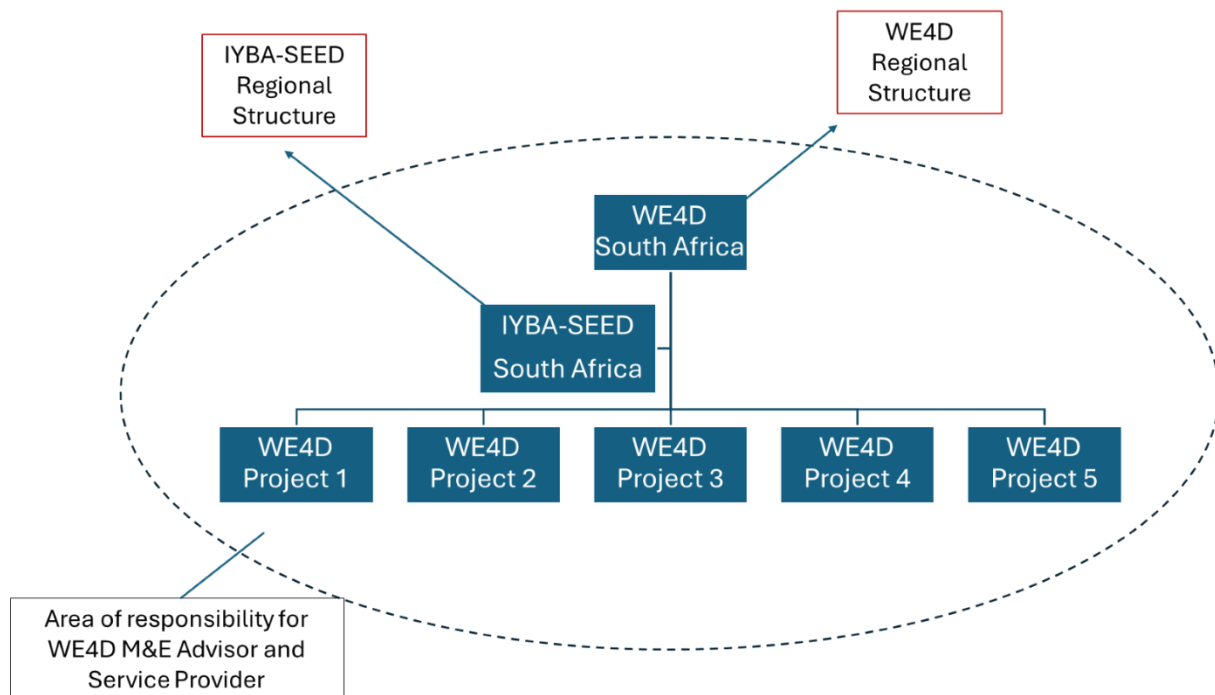 IYBA-SEED
Regional
Structure
WE4D
Regional
Structure
WE4D
South Africa
IYBA-SEED
South Africa
WE4D
Project 1
WE4D
Project 2
WE4D
Project 3
WE4D
Project 4
WE4D
Project 5
Area of responsibility for
WE4D M&E Advisor and
Service Provider